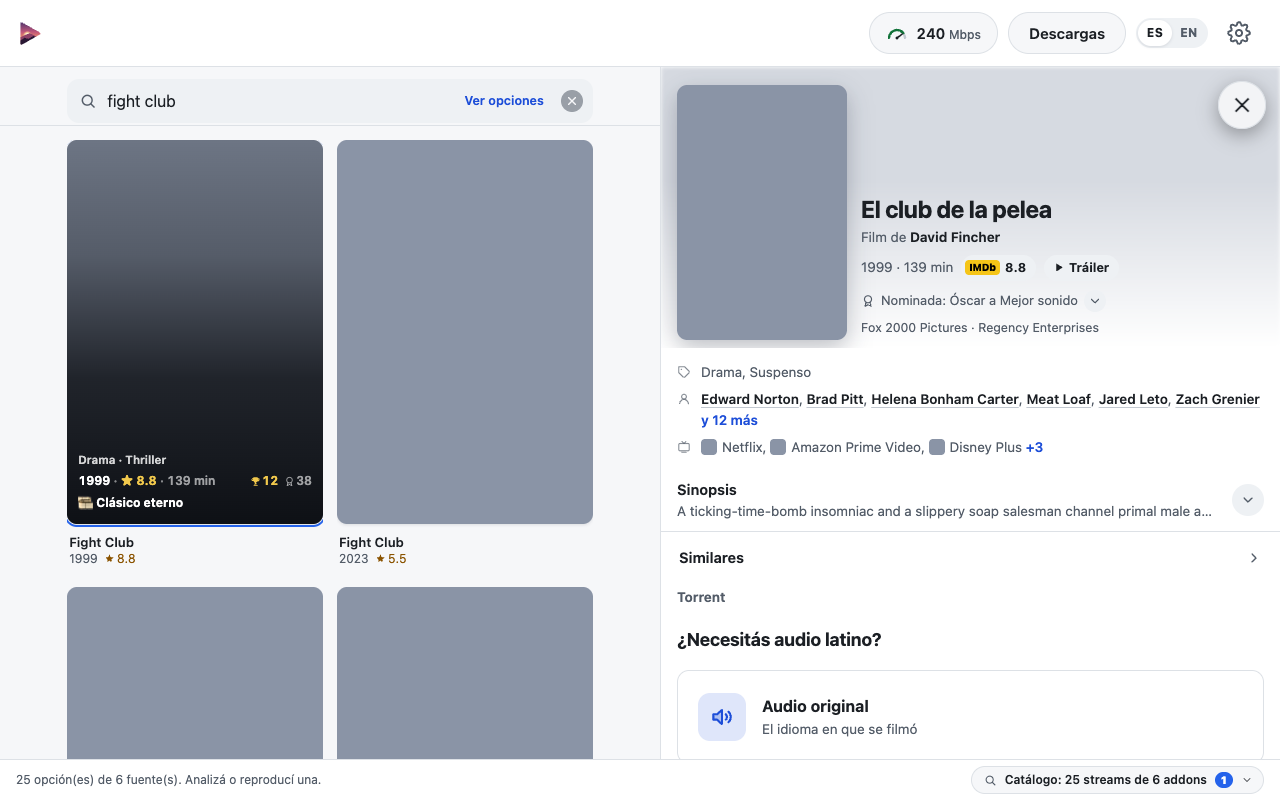 240 Mbps
Descargas
ES EN
fight club
Ver opciones
Drama · Thriller
1999 · 8.8 · 139 min 12 38
Clásico eterno
Fight Club
1999 ★ 8.8
Fight Club
2023 ★ 5.5
El club de la pelea
Film de David Fincher
1999 · 139 min IMDb 8.8 Tráiler
Nominada: Óscar a Mejor sonido
Fox 2000 Pictures · Regency Enterprises
Drama, Suspenso
Edward Norton, Brad Pitt, Helena Bonham Carter, Meat Loaf, Jared Leto, Zach Grenier
y 12 más
Netflix, Amazon Prime Video, Disney Plus +3
Sinopsis
A ticking-time-bomb insomniac and a slippery soap salesman channel primal male a...
Similares
Torrent
¿Necesitás audio latino?
Audio original
El idioma en que se filmó
25 opción(es) de 6 fuente(s). Analizá o reproducí una.
Catálogo: 25 streams de 6 addons 1